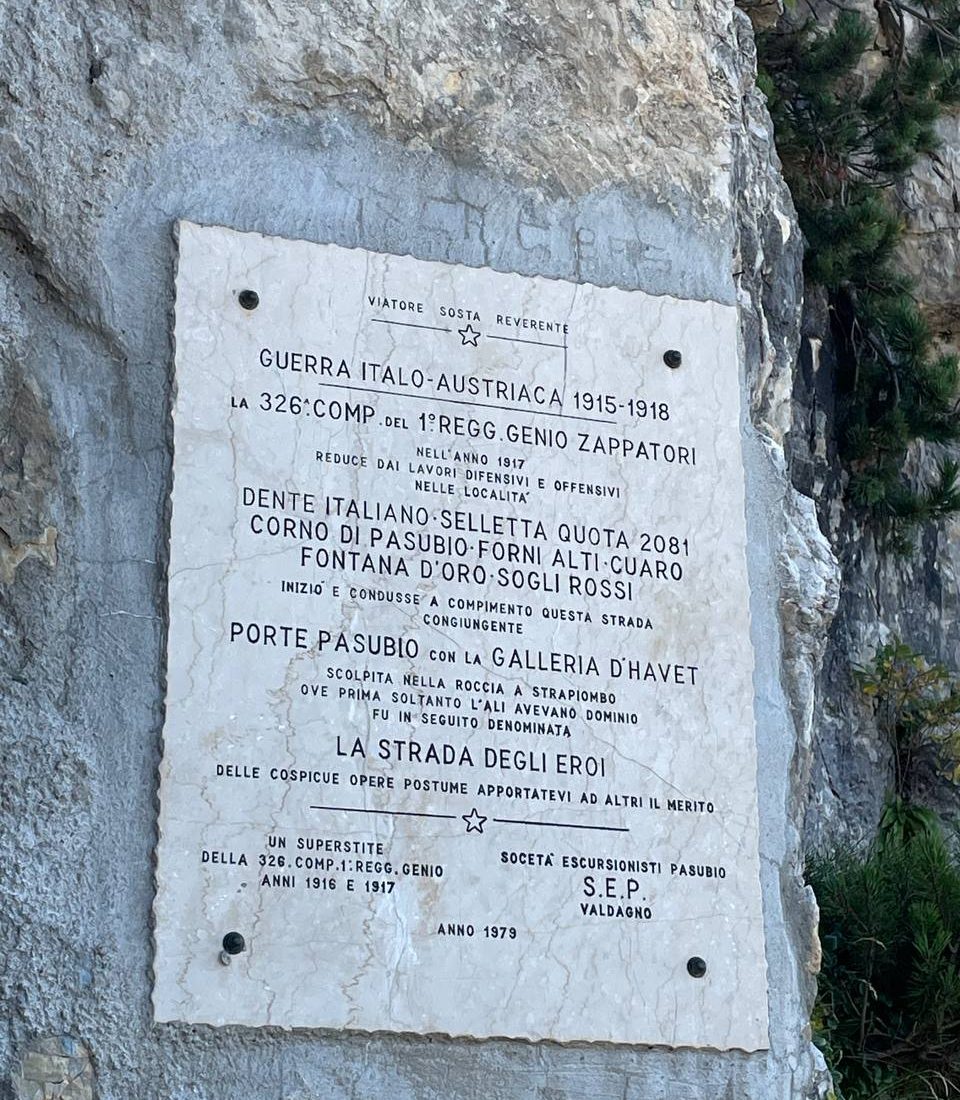 VIATORE SOSTA REVERENTE
GUERRA ITALO-AUSTRIACA 1915-1918
LA 326ª COMP. DEL 1º REGG. GENIO ZAPPATORI
NELL'ANNO 1917
REDUCE DAI LAVORI DIFENSIVI E OFFENSIVI
NELLE LOCALITA'
DENTE ITALIANO·SELLETTA QUOTA 2081
CORNO DI PASUBIO·FORNI ALTI·CUARO
FONTANA D'ORO·SOGLI ROSSI
INIZIO' E CONDUSSE A COMPIMENTO QUESTA STRADA
CONGIUNGENTE
PORTE PASUBIO CON LA GALLERIA D'HAVET
SCOLPITA NELLA ROCCIA A STRAPIOMBO
OVE PRIMA SOLTANTO L'ALI AVEVANO DOMINIO
FU IN SEGUITO DENOMINATA
LA STRADA DEGLI EROI
DELLE COSPICUE OPERE POSTUME APPORTATEVI AD ALTRI IL MERITO
UN SUPERSTITE
DELLA 326.COMP.1.REGG.GENIO
ANNI 1916 E 1917
SOCETÀ ESCURSIONISTI PASUBIO
S.E.P.
VALDAGNO
ANNO 1979